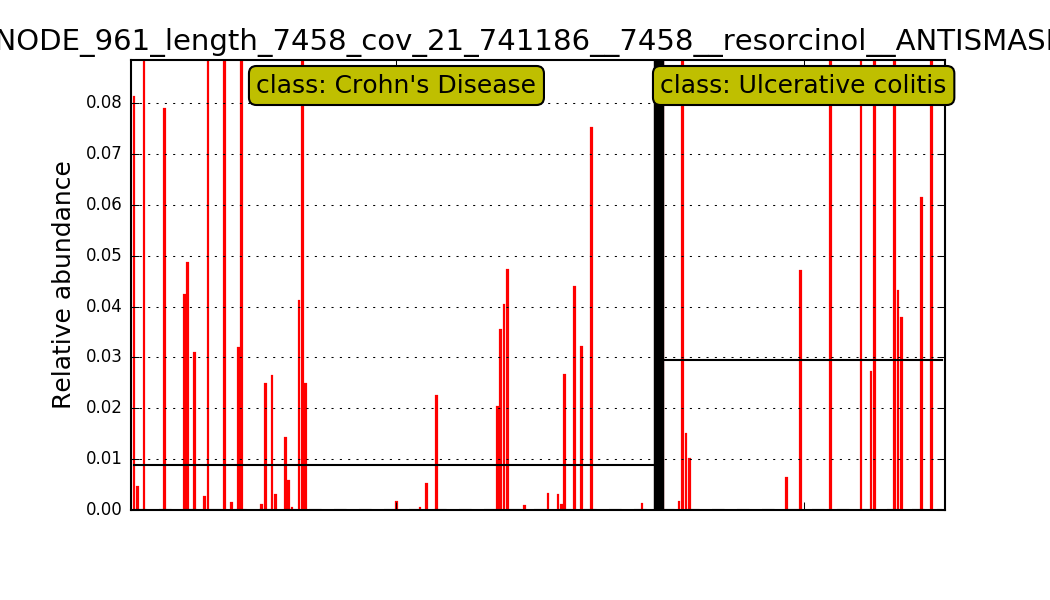 NODE_961_length_7458_cov_21_741186__7458__resorcinol__ANTISMASH
class: Crohn's Disease
class: Ulcerative colitis
Relative abundance
0.08
0.07
0.06
0.05
0.04
0.03
0.02
0.01
0.00